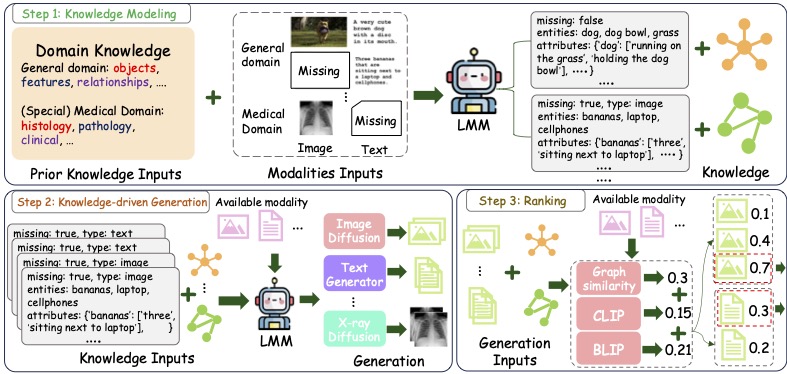 Step 1: Knowledge Modeling
Domain Knowledge
General domain: objects,
features, relationships, ....
(Special) Medical Domain:
histology, pathology,
clinical, ...
Prior Knowledge Inputs
General
domain
Medical
Domain
A very cute
brown dog
with a disc
in its mouth.
Missing
Three bananas
that are
sitting next to
a laptop and
cellphones.
Missing
Image
Text
Modalities Inputs
LMM
missing: false
entities: dog, dog bowl, grass
attributes: {'dog': ['running on
the grass', 'holding the dog
bowl'], .... }
....
missing: true, type: image
entities: bananas, laptop,
cellphones
attributes: {'bananas': ['three',
'sitting next to laptop'], .... }
....
....
Knowledge
Step 2: Knowledge-driven Generation
missing: true, type: text
missing: true, type: text
missing: true, type: image
missing: true, type: image
entities: bananas, laptop,
cellphones
attributes: {'bananas': ['three',
'sitting next to laptop'], }
....
Knowledge Inputs
Available modality
...
LMM
Image
Diffusion
Text
Generator
X-ray
Diffusion
Generation
Step 3: Ranking
Generation
Inputs
Available modality
...
Graph
similarity
0.3
CLIP
0.15
BLIP
0.21
0.1
0.4
0.7
0.3
0.2